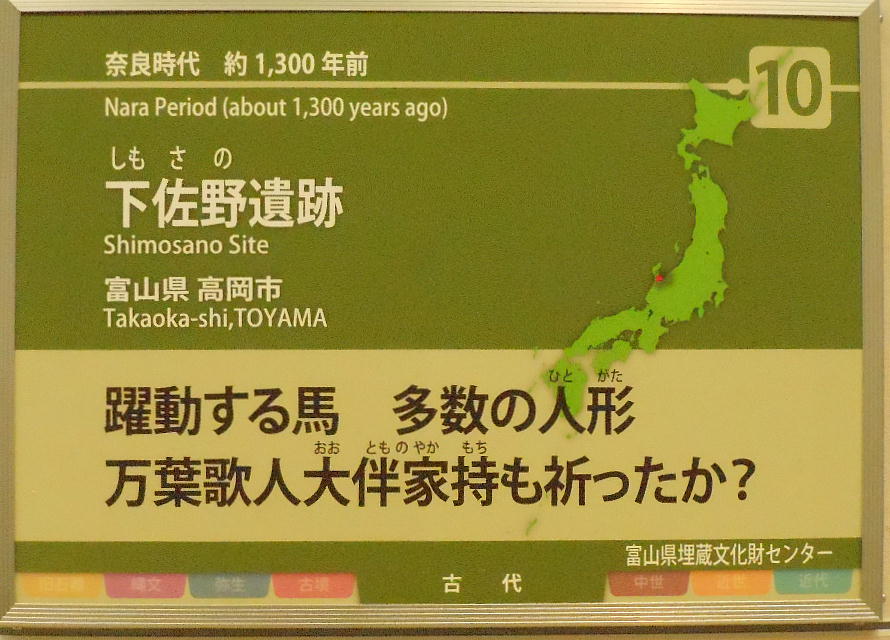 奈良時代 約1,300年前
10
Nara Period (about 1,300 years ago)
しも さ の
下佐野遺跡
Shimosano Site
富山県 高岡市
Takaoka-shi,TOYAMA
ひと がた
躍動する馬 多数の人形
おお とも の やか もち
万葉歌人大伴家持も祈ったか?
富山県埋蔵文化財センター
旧石器 縄文 弥生 古墳 古代 中世 近世 近代